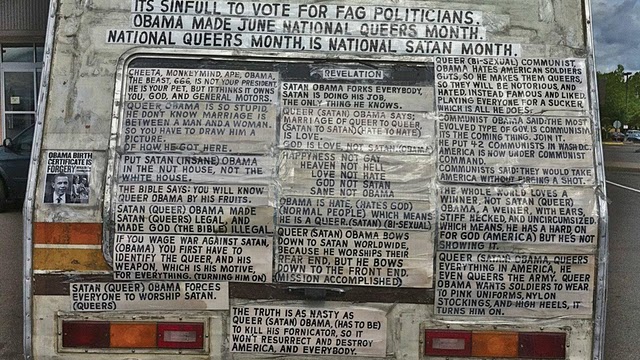 ITS SINFULL TO VOTE FOR FAG POLITICIANS.
OBAMA MADE JUNE NATIONAL QUEERS MONTH.
NATIONAL QUEERS MONTH, IS NATIONAL SATAN MONTH.
CHEETA, MONKEYMIND, APE, OBAMA,
THE BEAST, 666, IS NOT YOUR PRESIDENT
HE IS YOUR PET, BUT IT THINKS IT OWNS
YOU, GOD, AND GENERAL MOTORS.
QUEER OBAMA IS SO STUPID,
HE DONT KNOW MARRIAGE IS
BETWEEN A MAN AND A WOMAN.
SO YOU HAVE TO DRAW HIM A
PICTURE.
OF HOW HE GOT HERE.
PUT SATAN (INSANE) OBAMA
IN THE NUT HOUSE, NOT THE
WHITE HOUSE.
THE BIBLE SAYS: YOU WILL KNOW
QUEER OBAMA BY HIS FRUITS.
SATAN (QUEER) OBAMA MADE
SATAN (QUEERS) LEGAL, AND
MADE GOD (THE BIBLE) ILLEGAL.
IF YOU WAGE WAR AGAINST SATAN,
(OBAMA) YOU FIRST HAVE TO
IDENTIFY THE QUEER, AND HIS
WEAPON, WHICH IS HIS MOTIVE,
FOR EVERYTHING. (TURNING HIM ON)
SATAN (QUEER) OBAMA FORCES
EVERYONE TO WORSHIP SATAN.
(QUEERS)
OBAMA BIRTH
CERTIFICATE IS
FORGERY
REVELATION
SATAN OBAMA FORKS EVERYBODY,
SATAN IS DOING HIS JOB,
THE ONLY THING HE KNOWS.
QUEER (SATAN) OBAMA SAYS;
MARRIAGE OF QUEER TO QUEER
(SATAN TO SATAN) (HATE TO HATE)
IS LOVE.
GOD IS LOVE, NOT SATAN (OBAMA)
HAPPINESS NOT GAY
HEAVEN NOT HELL
LOVE NOT HATE
GOD NOT SATAN
SANE NOT OBAMA
OBAMA IS HATE, (HATES GOD)
(NORMAL PEOPLE) WHICH MEANS
HE IS A QUEER. (SATAN) (BI-SEXUAL)
QUEER (SATAN) OBAMA BOWS
DOWN TO SATAN WORLDWIDE,
BECAUSE HE WORSHIPS THEIR
REAR END. BUT HE BOWS
DOWN TO THE FRONT END.
(MISSION ACCOMPLISHED)
THE TRUTH IS AS NASTY AS
QUEER (SATAN) OBAMA, (HAS TO BE)
TO KILL HIS FORNICATOR, SO IT
WON'T RESURRECT AND DESTROY
AMERICA, AND EVERYBODY.
QUEER (BI-SEXUAL) COMMUNIST,
OBAMA, HATES AMERICAN SOLDIERS
GUTS, SO HE MAKES THEM QUEERS,
SO THEY WILL BE NOTORIOUS, AND
HATED, INSTEAD FAMOUS AND LIKED.
PLAYING EVERYONE FOR A SUCKER
WHICH IS ALL HE DOES.
COMMUNIST OBAMA SAID: THE MOST
EVOLVED TYPE OF GOV. IS COMMUNISM
ITS THE COMING THING. JOIN IT.
HE PUT 42 COMMUNISTS IN WASH DC
AMERICA IS NOW UNDER COMMUNIST
COMMAND.
COMMUNISTS SAID: THEY WOULD TAKE
AMERICA WITHOUT FIRING A SHOT.
THE WHOLE WORLD LOVES A
WINNER, NOT SATAN (QUEER)
OBAMA, A WEINER, WITH EARS,
STIFF NECKED, AND UNCIRCUMSIZED.
WHICH MEANS, HE HAS A HARD ON
FOR GOD (AMERICA) BUT HE'S NOT
SHOWING IT.
QUEER (SATAN) OBAMA, QUEERS
EVERYTHING IN AMERICA, HE
EVEN QUEERS THE ARMY. QUEER
OBAMA WANTS SOLDIERS TO WEAR
TO PINK UNIFORMS, NYLON
STOCKINGS, AND HIGH HEELS, IT
TURNS HIM ON.